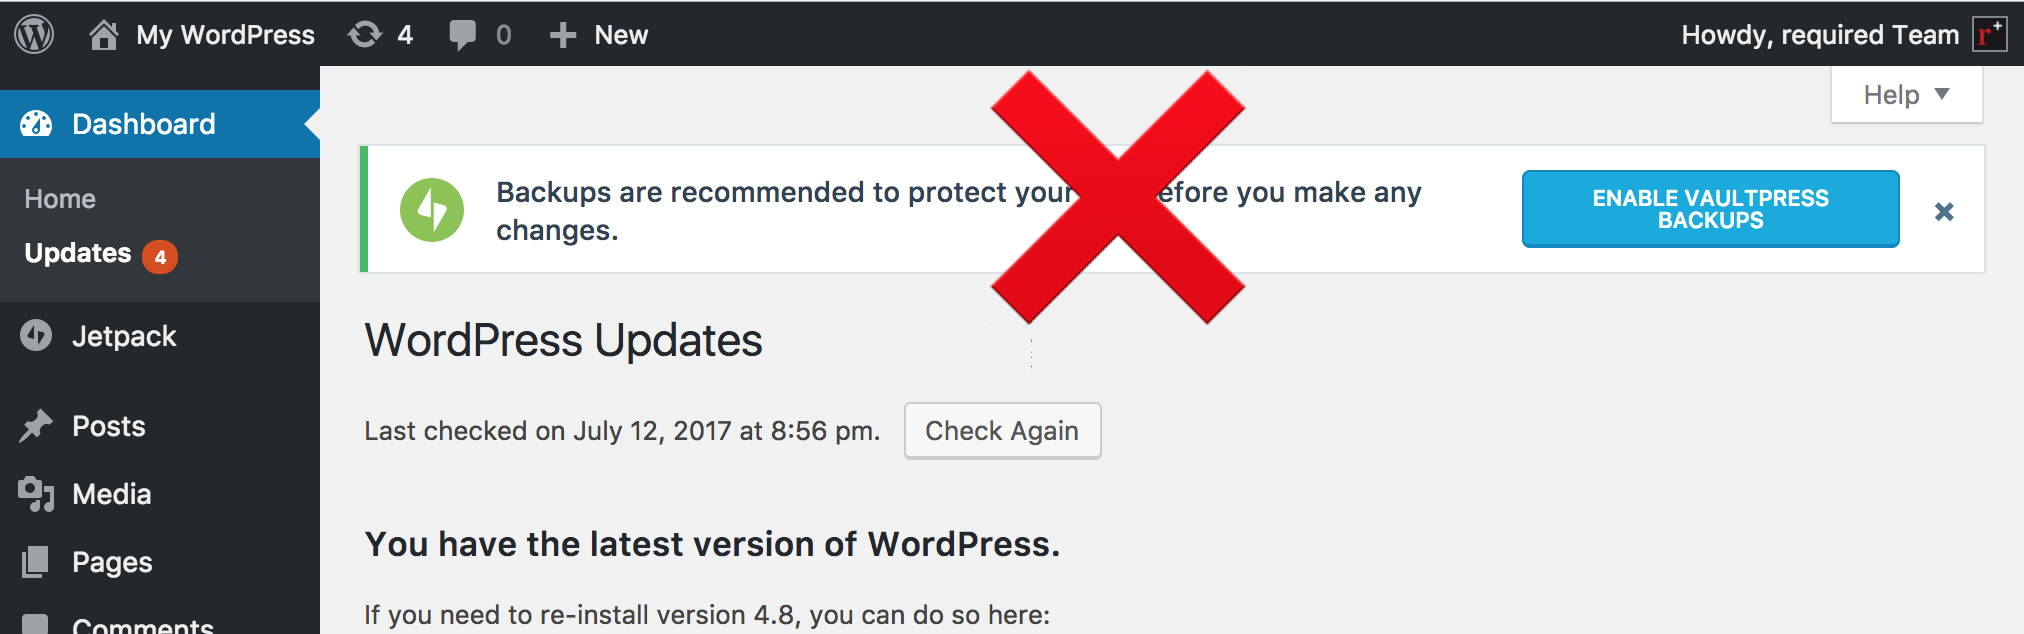 My WordPress 4 0 New Howdy, required Team r+
Help
Dashboard
Home
Updates 4
Jetpack
Posts
Media
Pages
Comments
Backups are recommended to protect your efore you make any
changes.
ENABLE VAULTPRESS
BACKUPS
WordPress Updates
Last checked on July 12, 2017 at 8:56 pm. Check Again
You have the latest version of WordPress.
If you need to re-install version 4.8, you can do so here: